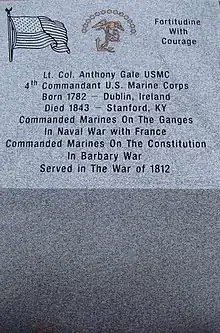 Fortitudine
With
Courage
Lt. Col. Anthony Gale USMC
4th Commandant U.S. Marine Corps
Born 1782 – Dublin, Ireland
Died 1843 – Stanford, KY
Commanded Marines On The Ganges
In Naval War with France
Commanded Marines On The Constitution
In Barbary War
Served in The War of 1812